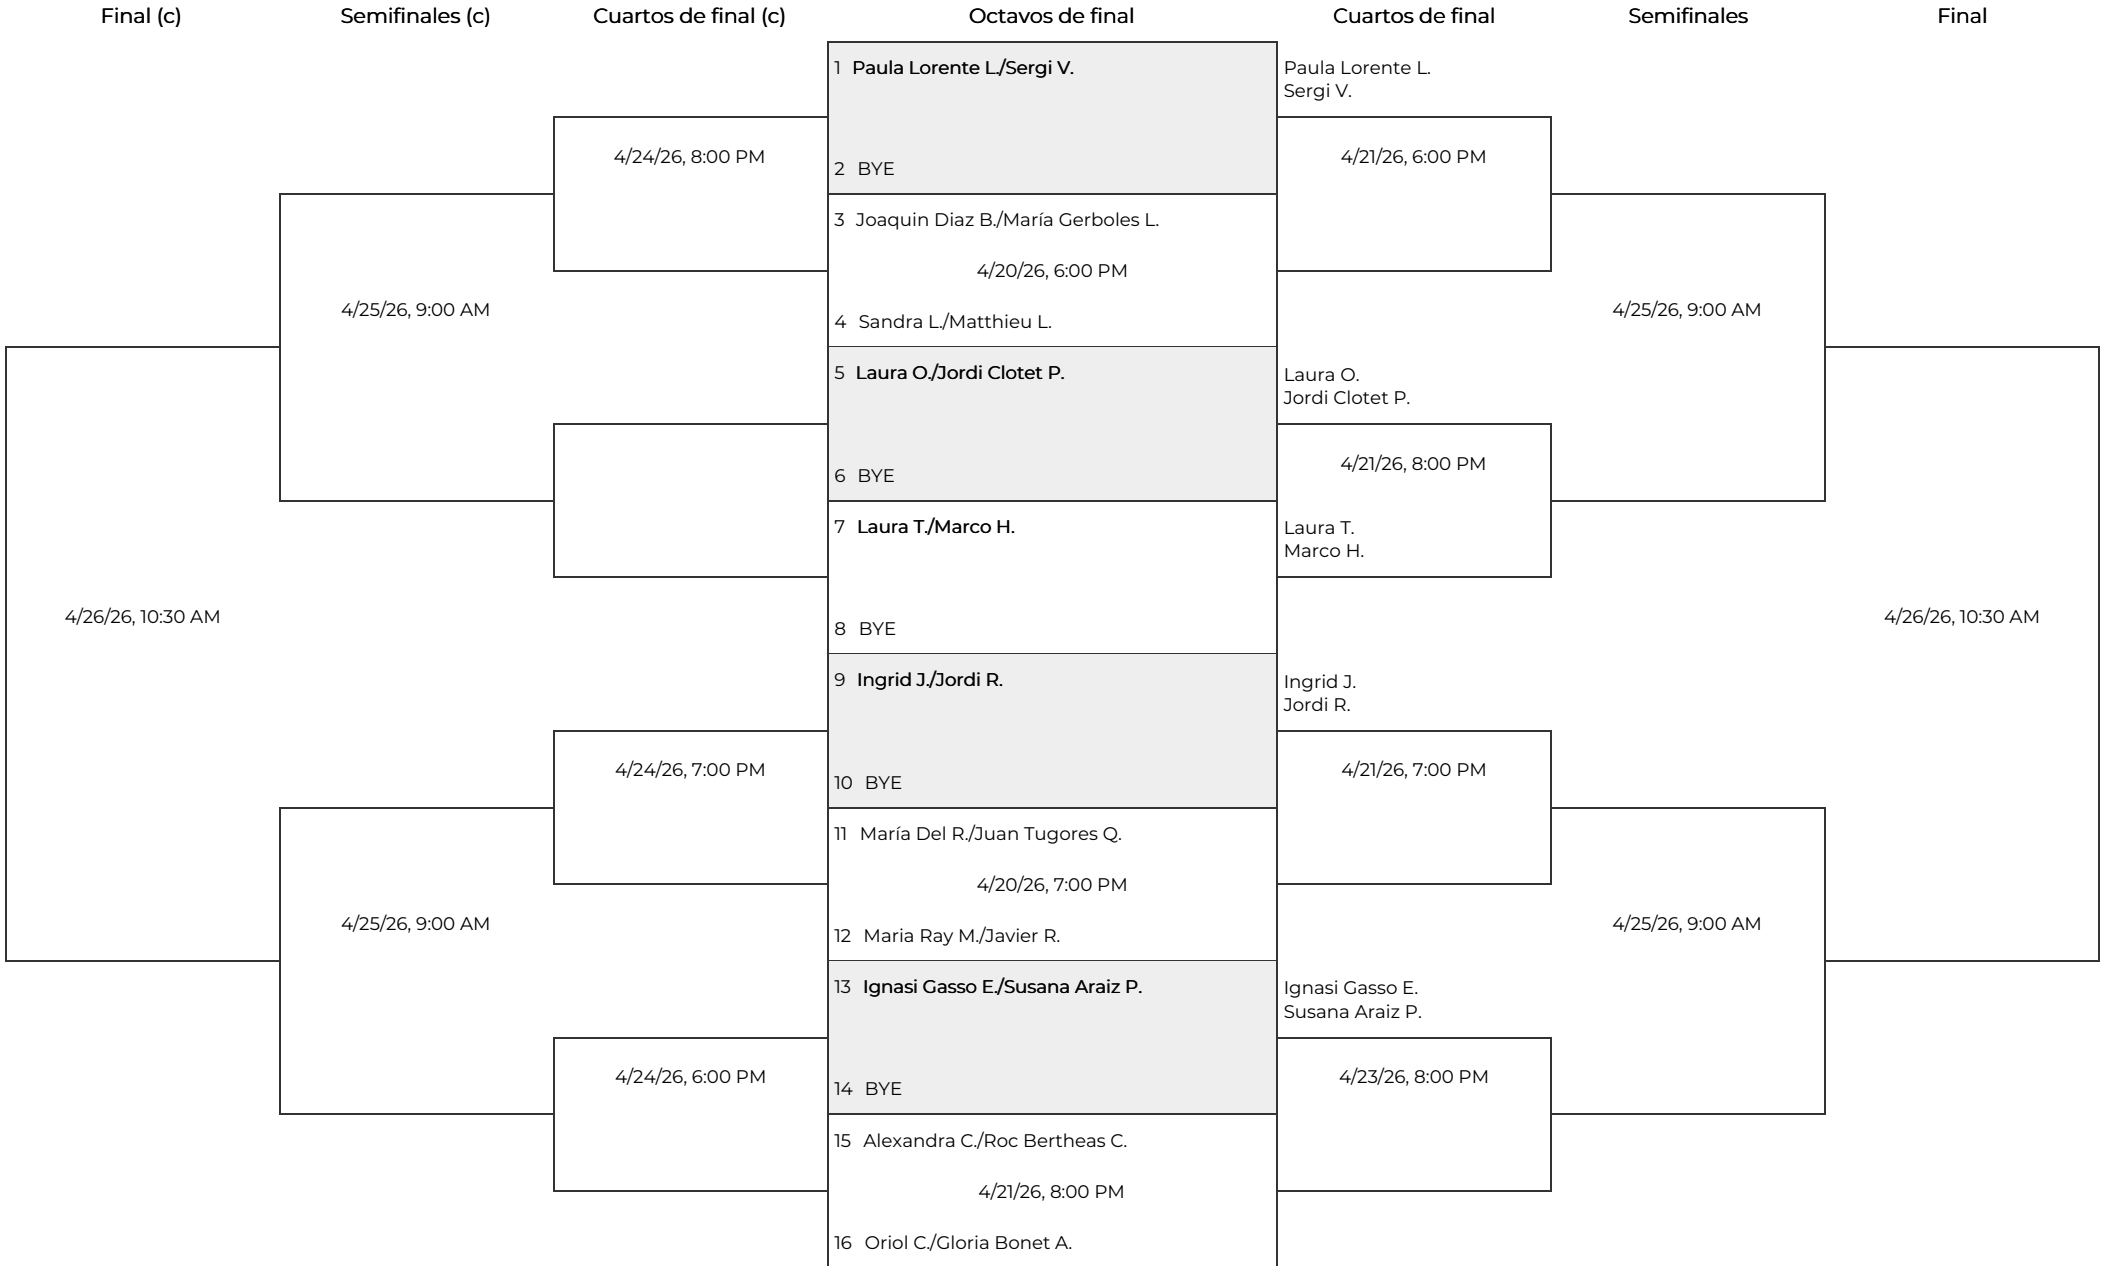 Final (c)
Semifinales (c)
Cuartos de final (c)
Octavos de final
Cuartos de final
Semifinales
Final
1 Paula Lorente L./Sergi V.
2 BYE
3 Joaquin Diaz B./María Gerboles L.
4/20/26, 6:00 PM
4 Sandra L./Matthieu L.
5 Laura O./Jordi Clotet P.
6 BYE
7 Laura T./Marco H.
8 BYE
9 Ingrid J./Jordi R.
10 BYE
11 María Del R./Juan Tugores Q.
4/20/26, 7:00 PM
12 Maria Ray M./Javier R.
13 Ignasi Gasso E./Susana Araiz P.
14 BYE
15 Alexandra C./Roc Bertheas C.
4/21/26, 8:00 PM
16 Oriol C./Gloria Bonet A.
Paula Lorente L.
Sergi V.
4/21/26, 6:00 PM
Laura O.
Jordi Clotet P.
4/21/26, 8:00 PM
Laura T.
Marco H.
Ingrid J.
Jordi R.
4/21/26, 7:00 PM
Ignasi Gasso E.
Susana Araiz P.
4/23/26, 8:00 PM
4/25/26, 9:00 AM
4/25/26, 9:00 AM
4/26/26, 10:30 AM
4/24/26, 8:00 PM
4/24/26, 7:00 PM
4/24/26, 6:00 PM
4/25/26, 9:00 AM
4/25/26, 9:00 AM
4/26/26, 10:30 AM